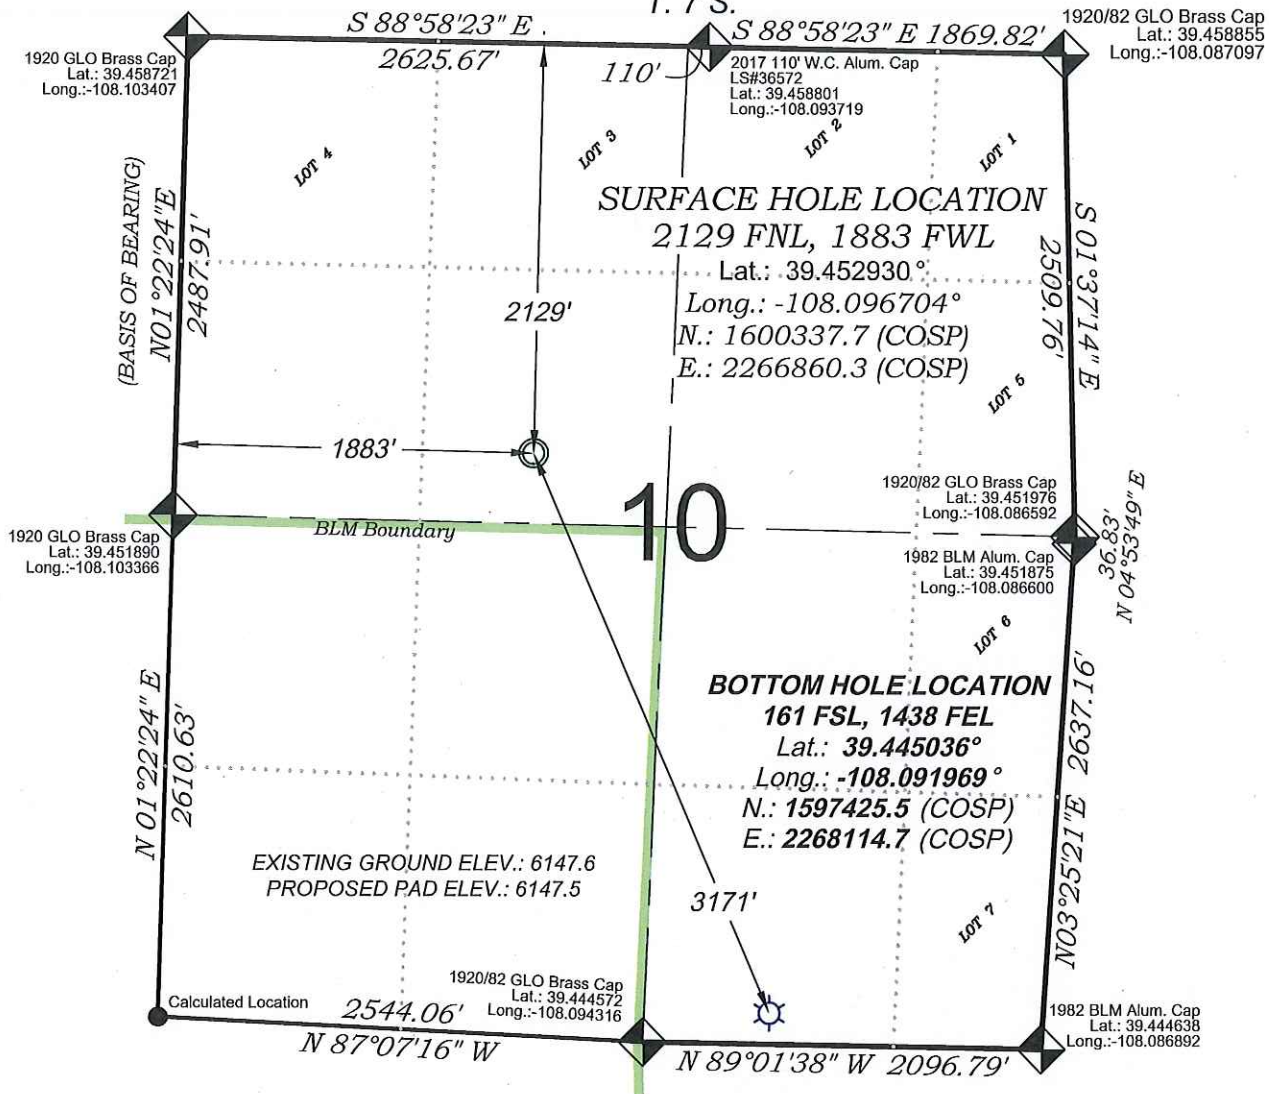 T. 7 S.
S 88°58'23" E
2625.67'
110'
S 88°58'23" E 1869.82'
1920/82 GLO Brass Cap
Lat.: 39.458855
Long.:-108.087097
1920 GLO Brass Cap
Lat.: 39.458721
Long.:-108.103407
2017 110' W.C. Alum. Cap
LS#36572
Lat.: 39.458801
Long.:-108.093719
LOT 4
LOT 3
LOT 2
LOT 1
(BASIS OF BEARING)
N01°22'24"E
2487.91'
SURFACE HOLE LOCATION
2129 FNL, 1883 FWL
Lat.: 39.452930°
Long.: -108.096704°
N.: 1600337.7 (COSP)
E.: 2266860.3 (COSP)
S 01°37'14" E
2509.76'
2129'
LOT 5
1883'
1920/82 GLO Brass Cap
Lat.: 39.451976
Long.:-108.086592
10
BLM Boundary
1920 GLO Brass Cap
Lat.: 39.451890
Long.:-108.103366
1982 BLM Alum. Cap
Lat.: 39.451875
Long.:-108.086600
36.83'
N 04°53'49" E
LOT 6
N 01°22'24" E
2610.63'
BOTTOM HOLE LOCATION
161 FSL, 1438 FEL
Lat.: 39.445036°
Long.: -108.091969°
N.: 1597425.5 (COSP)
E.: 2268114.7 (COSP)
N03°25'21"E 2637.16'
EXISTING GROUND ELEV.: 6147.6
PROPOSED PAD ELEV.: 6147.5
3171'
LOT 7
1920/82 GLO Brass Cap
Lat.: 39.444572
Long.:-108.094316
Calculated Location
2544.06'
N 87°07'16" W
N 89°01'38" W 2096.79'
1982 BLM Alum. Cap
Lat.: 39.444638
Long.:-108.086892